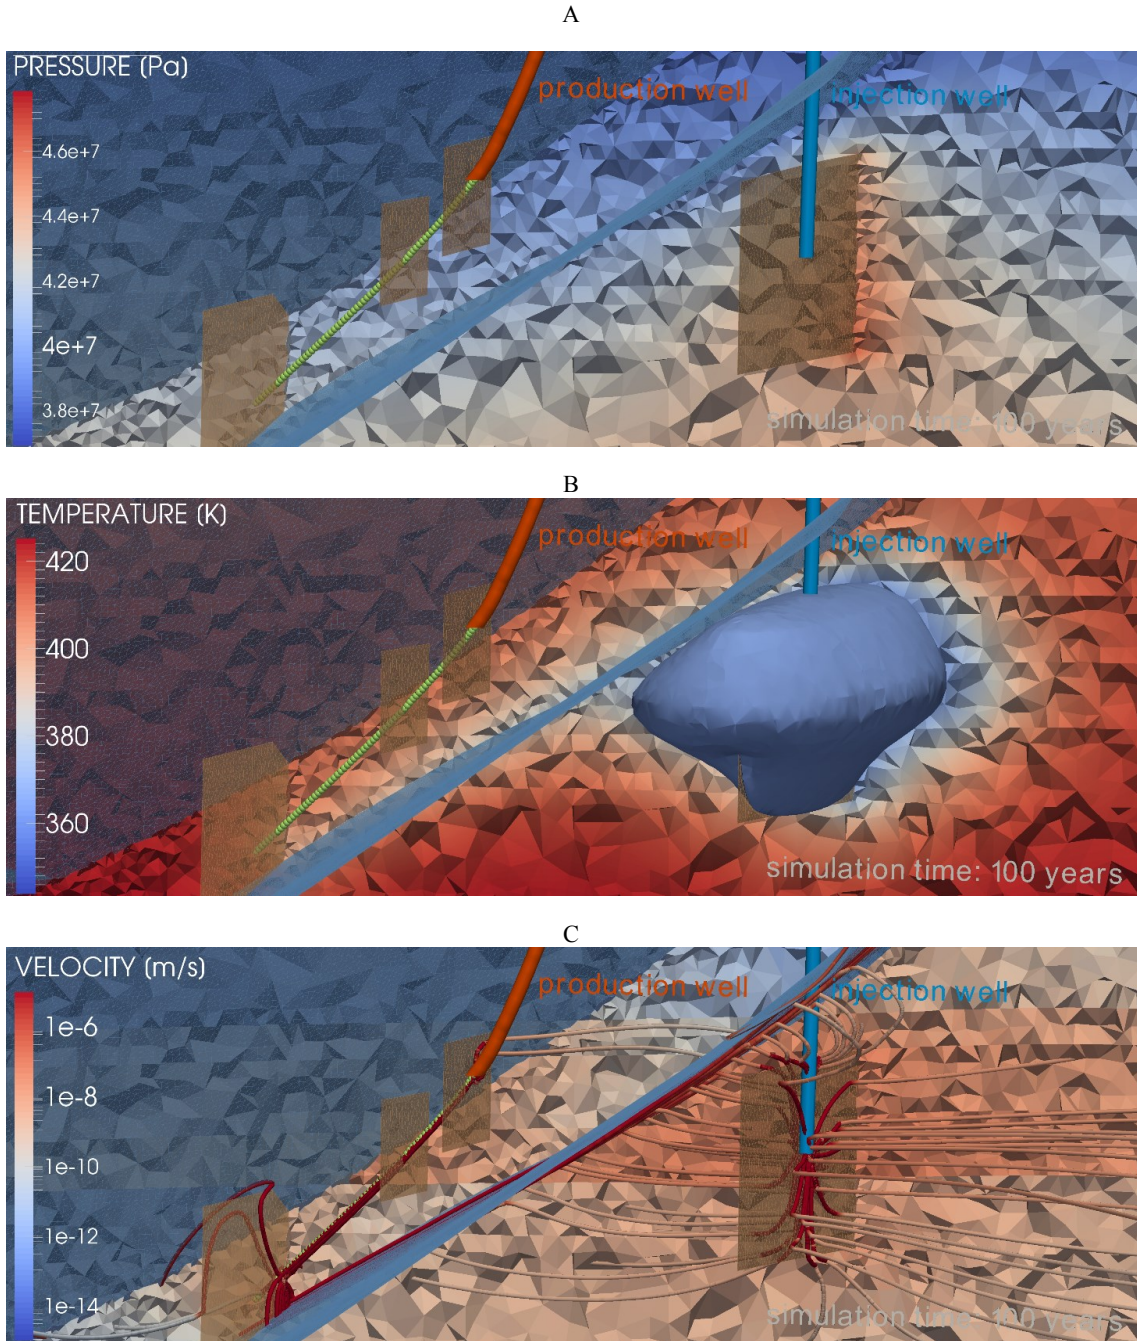 A
PRESSURE (Pa)
production well
injection well
4.6e+7
4.4e+7
4.2e+7
4e+7
3.8e+7
simulation time: 100 years
B
TEMPERATURE (K)
production well
injection well
420
400
380
360
simulation time: 100 years
C
VELOCITY (m/s)
production well
injection well
1e-6
1e-8
1e-10
1e-12
1e-14
simulation time: 100 years